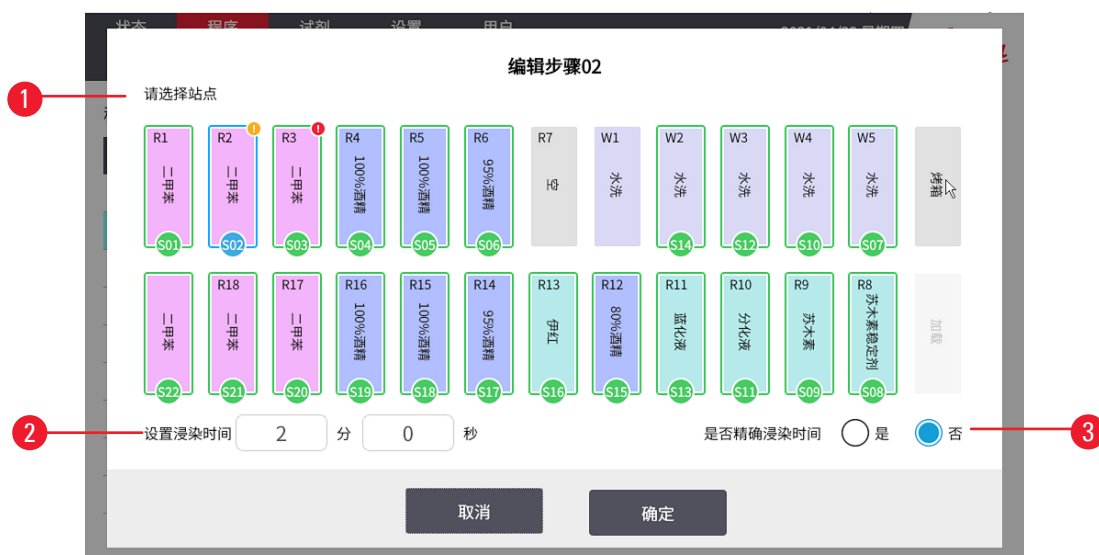 状态 程序 试剂 设置 用户
编辑步骤02
1
请选择站点
R1 R2 R3 R4 R5 R6 R7 W1 W2 W3 W4 W5
二甲苯 二甲苯 二甲苯 100%酒精 100%酒精 95%酒精 空 水洗 水洗 水洗 水洗 水洗 烤箱
S01 S02 S03 S04 S05 S06 S14 S12 S10 S07
R18 R17 R16 R15 R14 R13 R12 R11 R10 R9 R8
二甲苯 二甲苯 二甲苯 100%酒精 100%酒精 95%酒精 伊红 80%酒精 蓝化液 分化液 苏木素 苏木素稳定剂 加载
S22 S21 S20 S19 S18 S17 S16 S15 S13 S11 S09 S08
2 设置浸染时间 2 分 0 秒 是否精确浸染时间 是 否 3
取消 确定